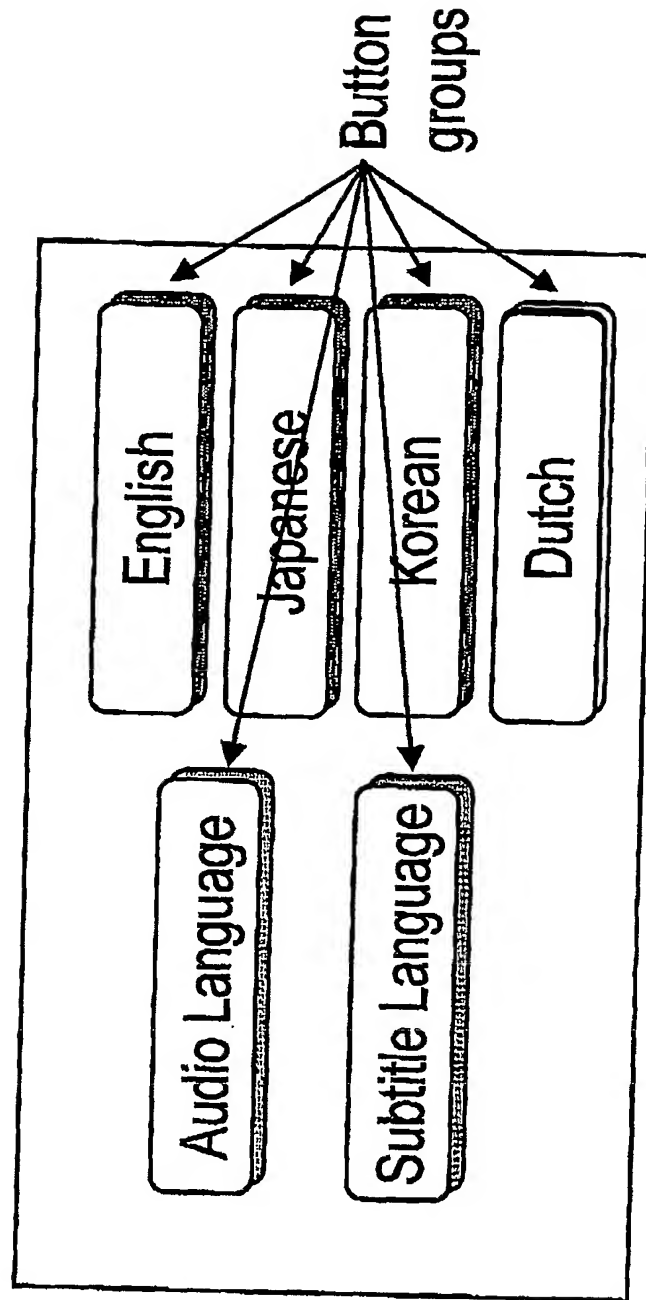 Audio Language
Subtitle Language
English
Japanese
Korean
Dutch
Button
groups